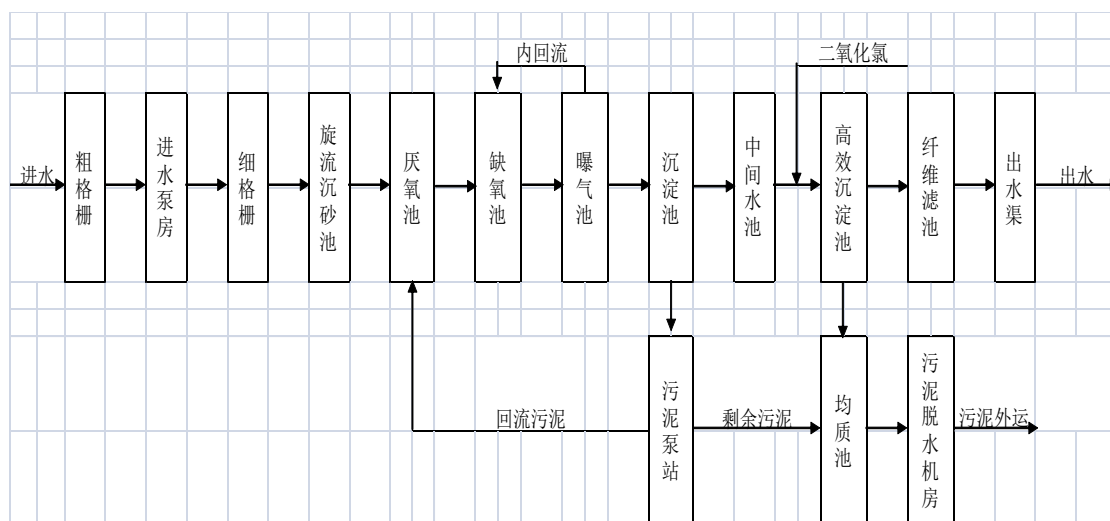 内回流
二氧化氯
进水
粗格栅
进水泵房
细格栅
旋流沉砂池
厌氧池
缺氧池
曝气池
沉淀池
中间水池
高效沉淀池
纤维滤池
出水渠
出水
回流污泥
污泥泵站
剩余污泥
均质池
污泥脱水机房
污泥外运